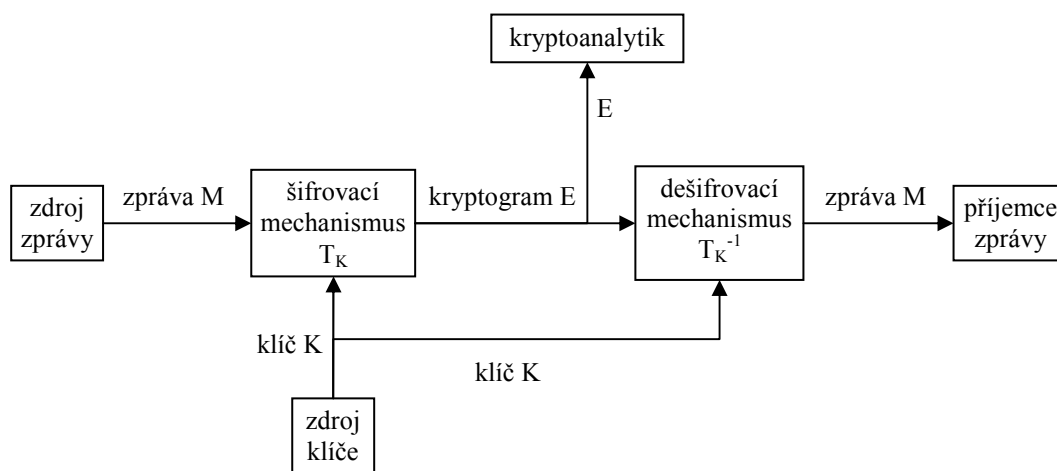 kryptoanalytik
E
zdroj
zprávy
zpráva M
šifrovací
mechanismus
T_K
kryptogram E
dešifrovací
mechanismus
T_K^-1
zpráva M
příjemce
zprávy
klíč K
klíč K
zdroj
klíče